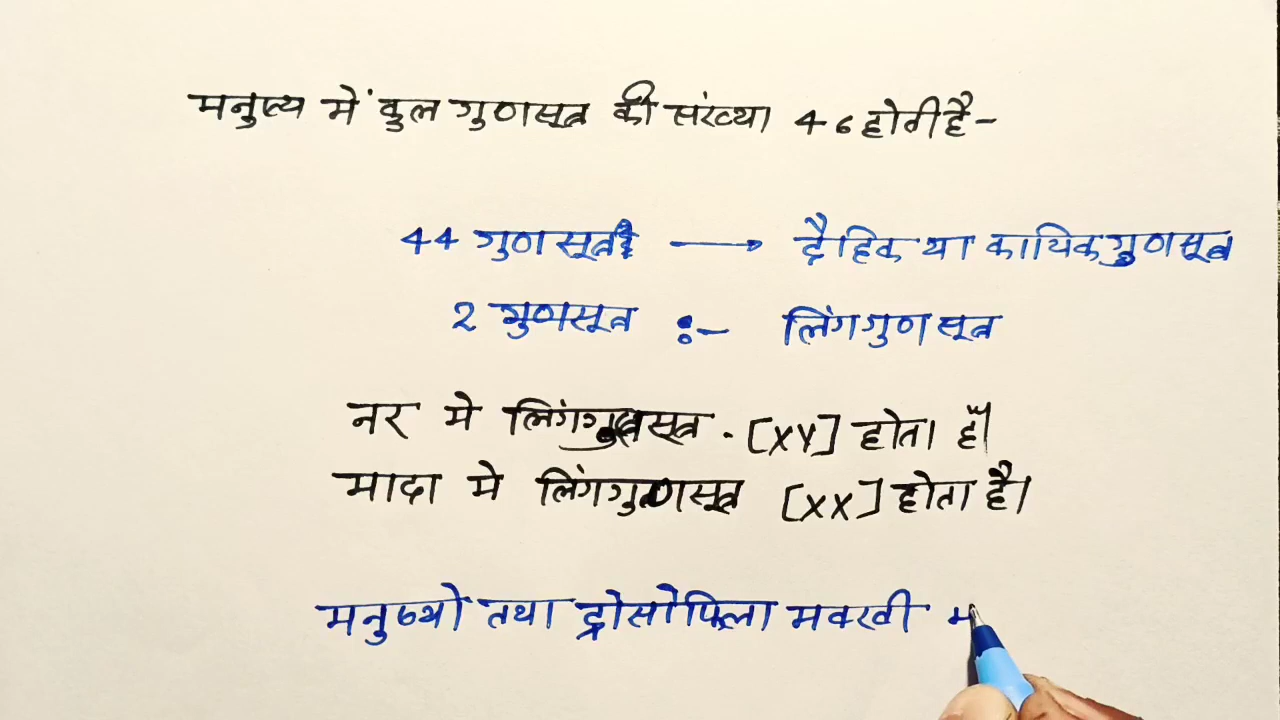 मनुष्य में कुल गुणसूत्र की संख्या 46 होती है -
44 गुणसूत्र → दैहिक या कायिक गुणसूत्र
2 गुणसूत्र :- लिंगगुणसूत्र
नर मे लिंगगुणसूत्र . [XY] होता है।
मादा मे लिंगगुणसूत्र [XX] होता है।
मनुष्यो तथा ड्रोसोफिला मक्खी